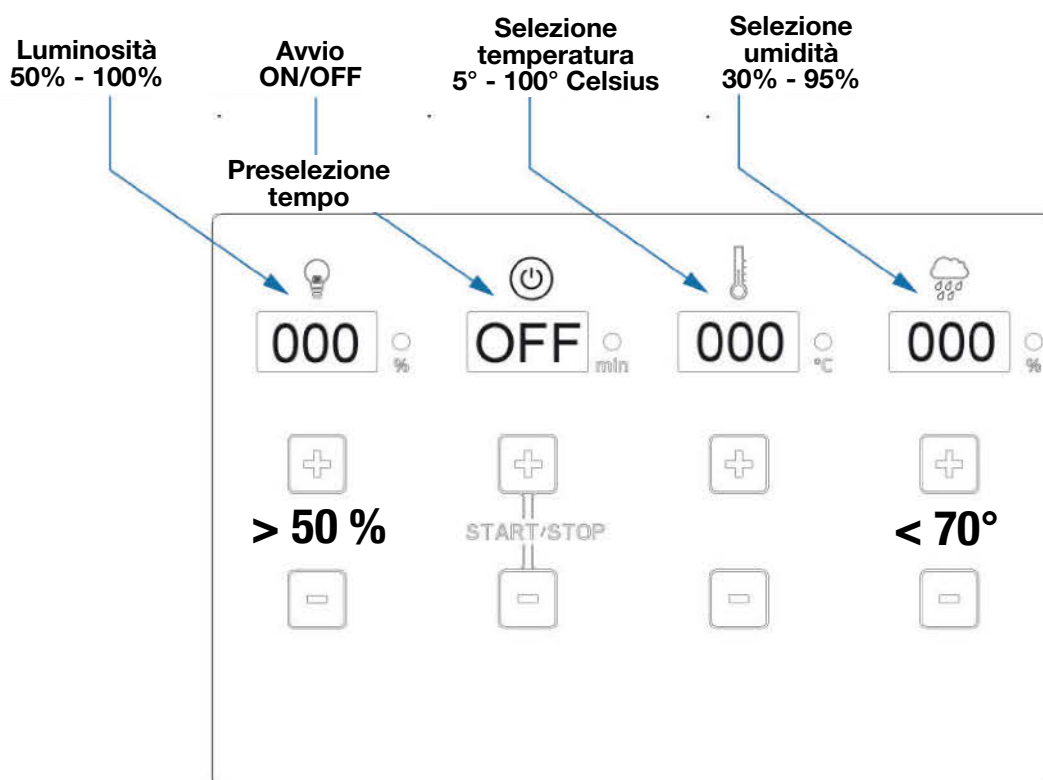 Luminosità
50% - 100%
Avvio
ON/OFF
Selezione
temperatura
5° - 100° Celsius
Selezione
umidità
30% - 95%
Preselezione
tempo
000 %
OFF min
000 °C
000 %
> 50 %
START/STOP
< 70°